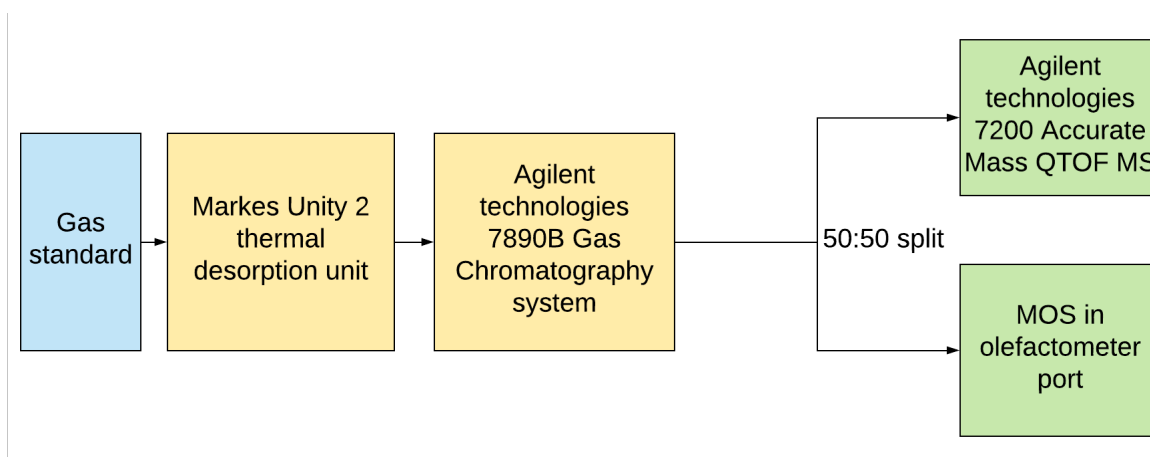 Gas
standard
Markes Unity 2
thermal
desorption unit
Agilent
technologies
7890B Gas
Chromatography
system
50:50 split
Agilent
technologies
7200 Accurate
Mass QTOF MS
MOS in
olefactometer
port